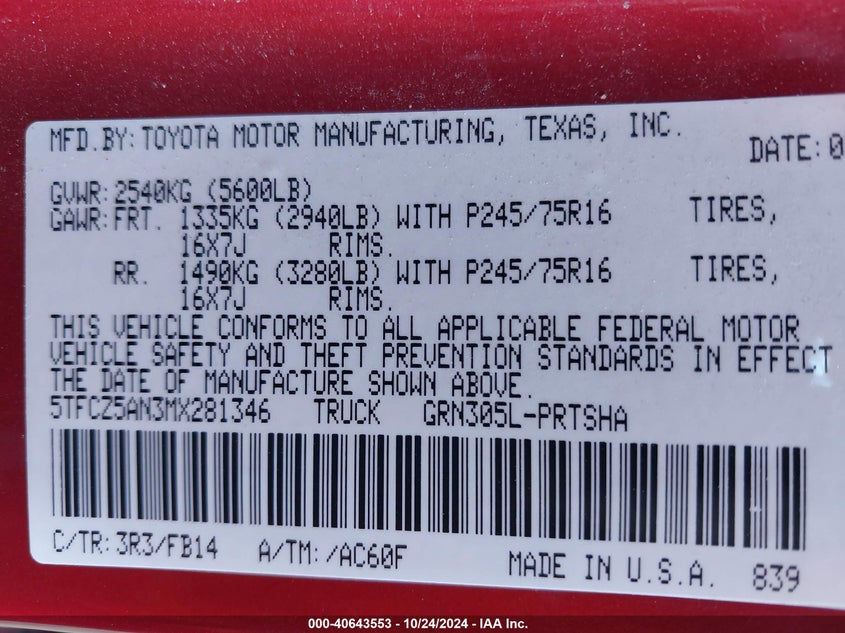 MFD.BY: TOYOTA MOTOR MANUFACTURING, TEXAS, INC.
DATE:0
GVWR: 2540KG (5600LB)
GAWR: FRT. 1335KG (2940LB) WITH P245/75R16 TIRES,
16X7J RIMS.
RR. 1490KG (3280LB) WITH P245/75R16 TIRES,
16X7J RIMS.
THIS VEHICLE CONFORMS TO ALL APPLICABLE FEDERAL MOTOR
VEHICLE SAFETY AND THEFT PREVENTION STANDARDS IN EFFECT
THE DATE OF MANUFACTURE SHOWN ABOVE.
5TFCZ5AN3MX281346 TRUCK GRN305L-PRTSHA
C/TR: 3R3/FB14 A/TM: /AC60F MADE IN U.S.A. 839
000-40643553 - 10/24/2024 - IAA Inc.